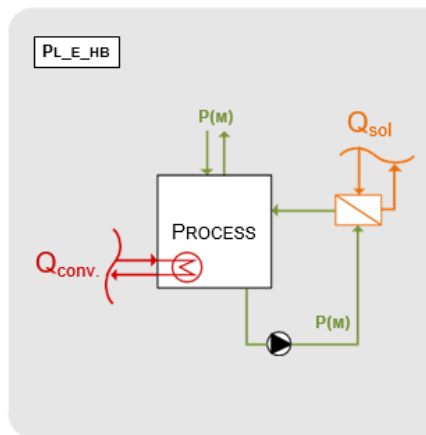 PL_E_HB
P(M)
Qsol
PROCESS
Qconv.
P(M)